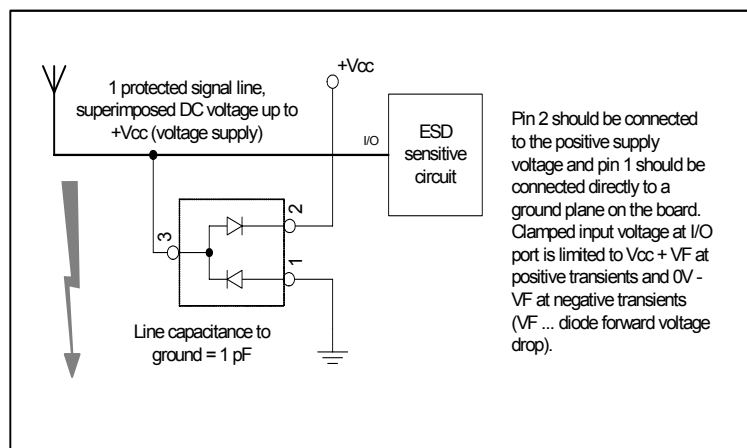 +Vcc
1 protected signal line,
superimposed DC voltage up to
+Vcc (voltage supply)
I/O
ESD
sensitive
circuit
3
2
1
Line capacitance to
ground = 1 pF
Pin 2 should be connected
to the positive supply
voltage and pin 1 should be
connected directly to a
ground plane on the board.
Clamped input voltage at I/O
port is limited to Vcc + VF at
positive transients and 0V -
VF at negative transients
(VF ... diode forward voltage
drop).